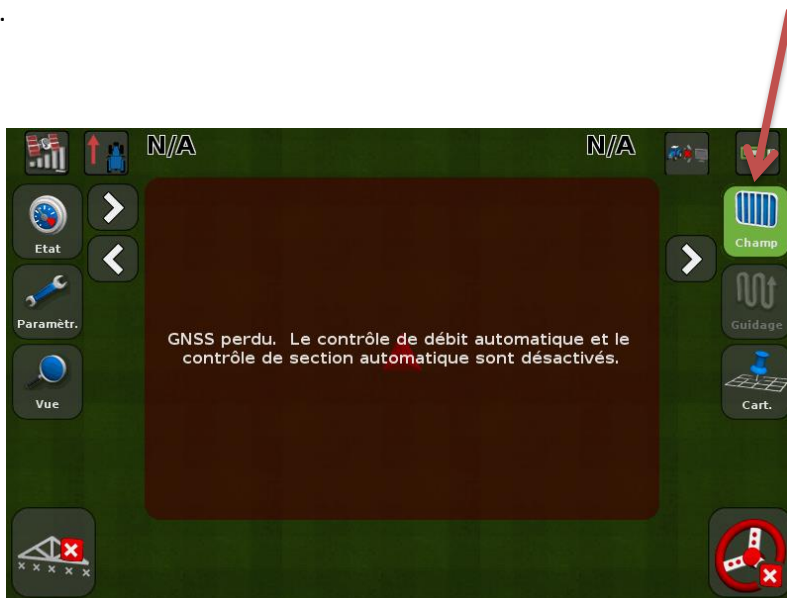 .
N/A
N/A
Etat
Champ
Paramètr.
Guidage
GNSS perdu. Le contrôle de débit automatique et le
contrôle de section automatique sont désactivés.
Vue
Cart.